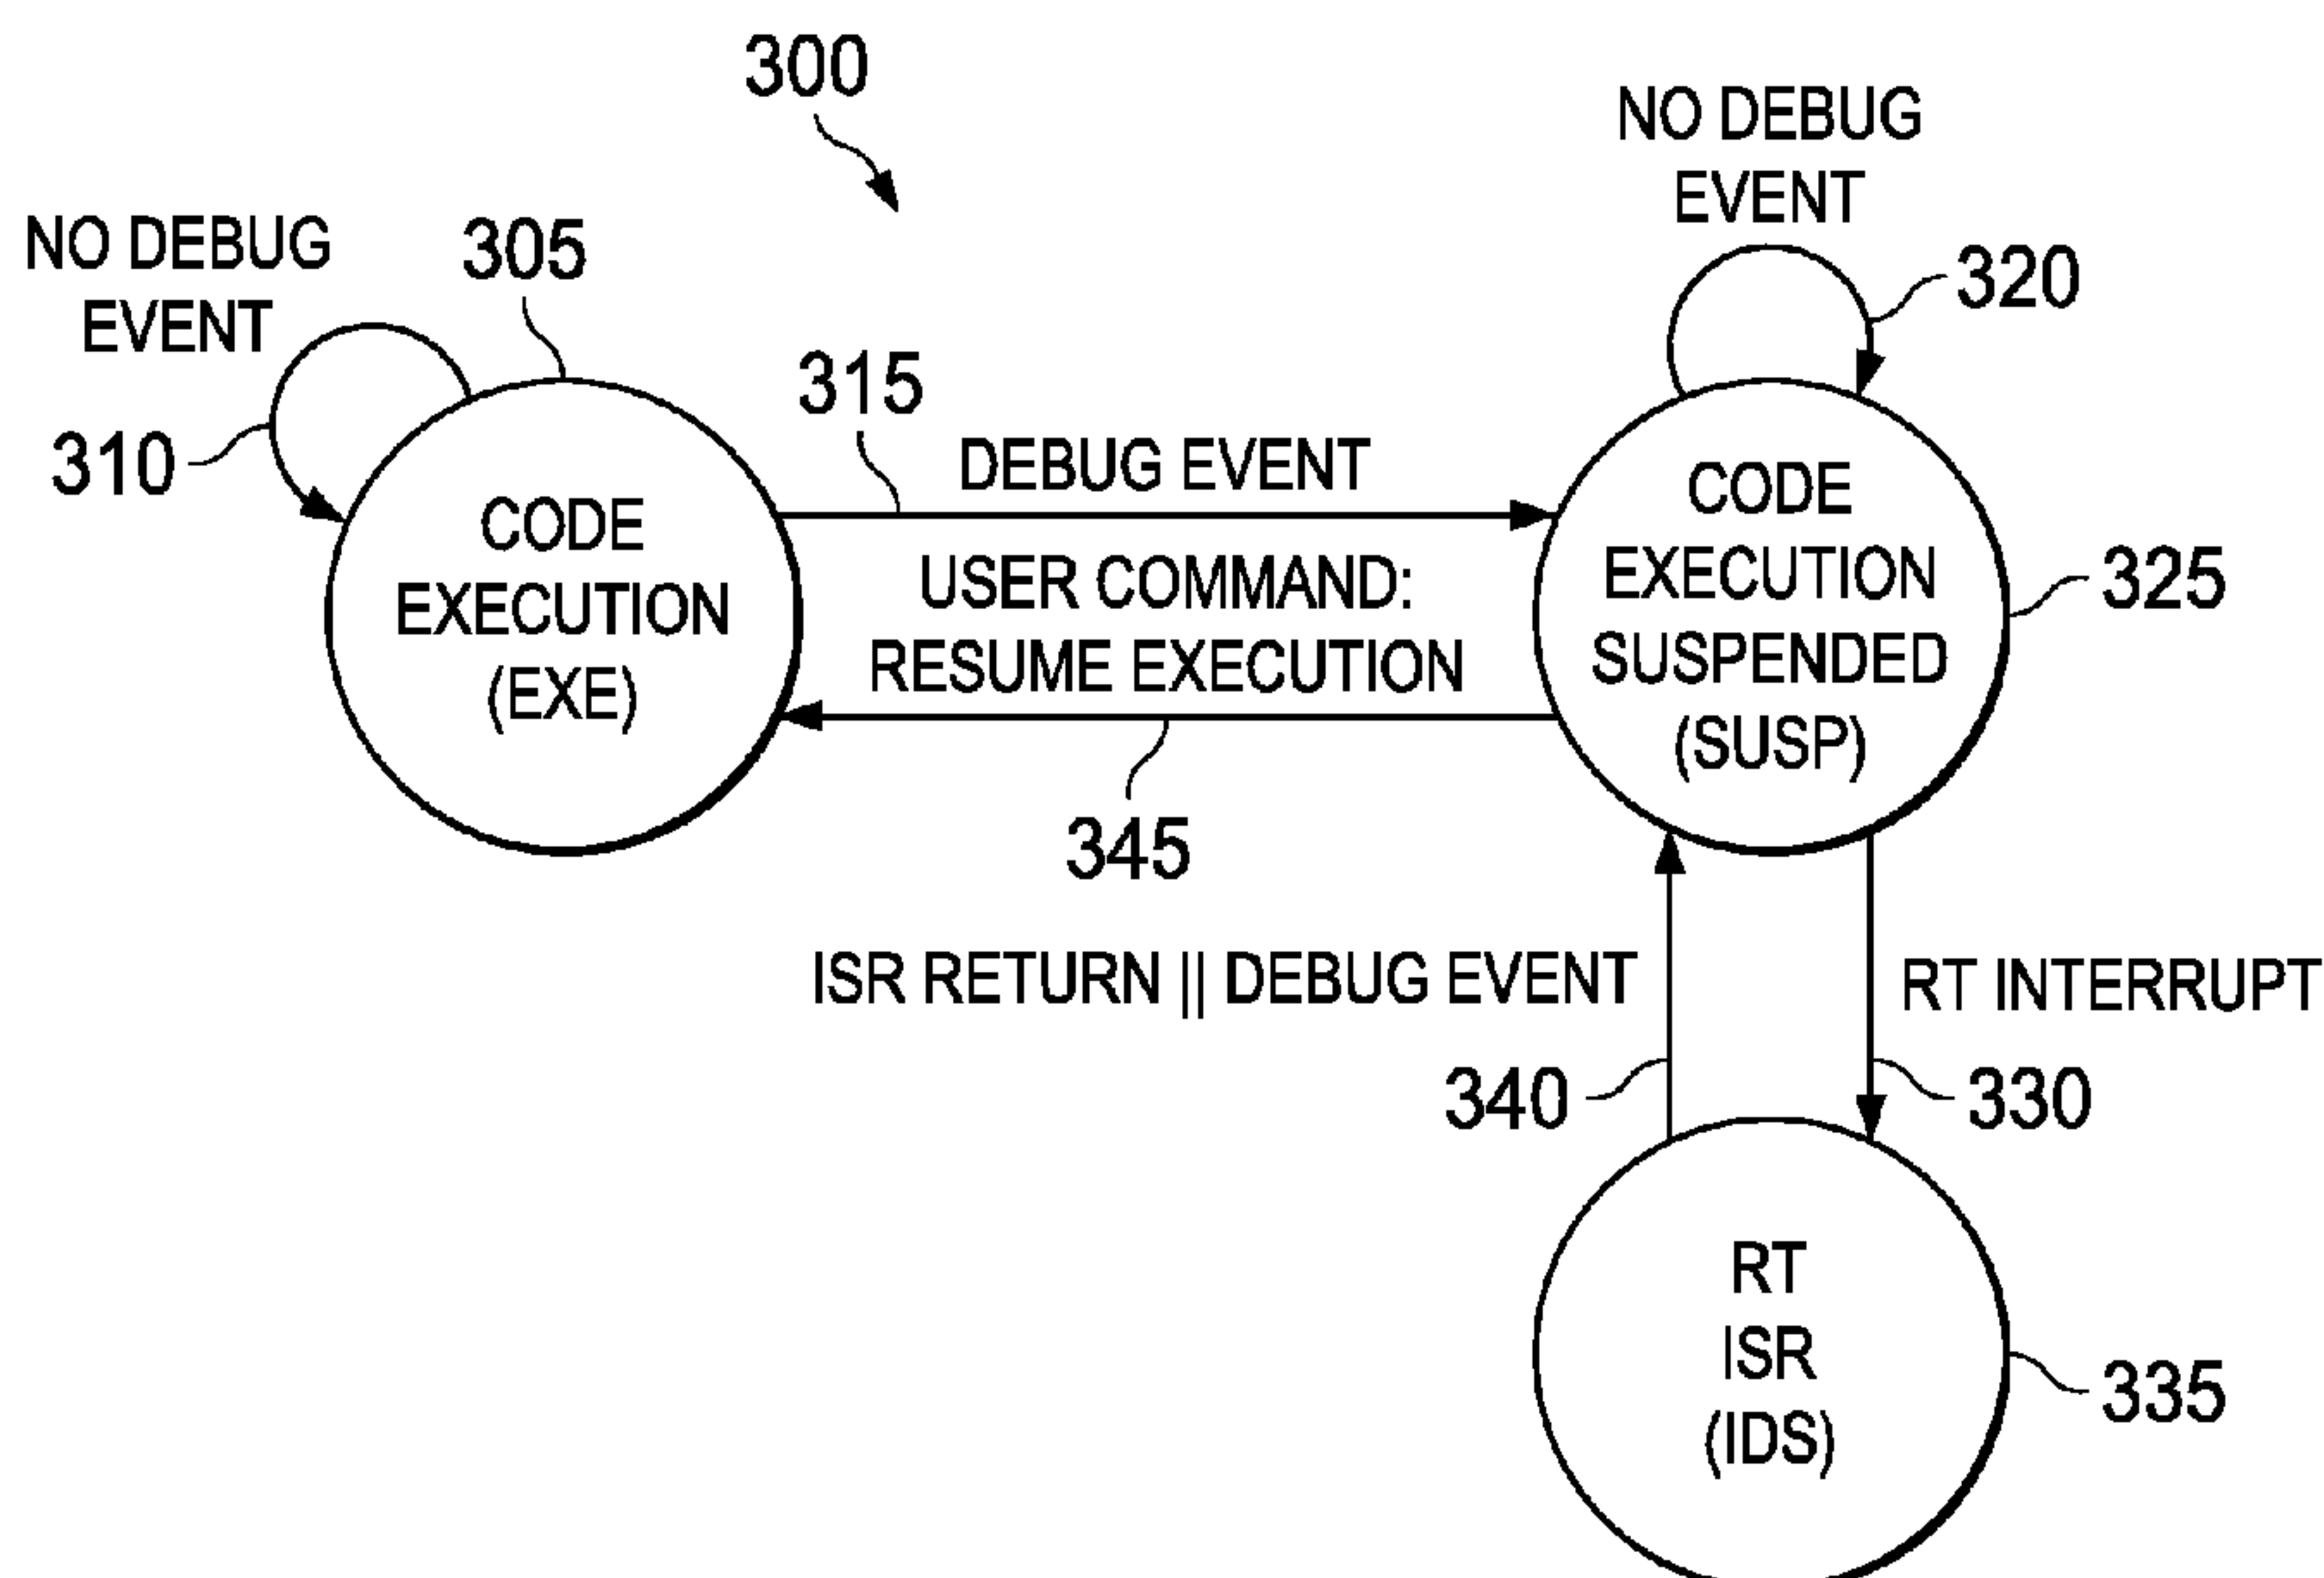 300
NO DEBUG
EVENT
305
310
315
DEBUG EVENT
USER COMMAND:
RESUME EXECUTION
345
CODE
EXECUTION
(EXE)
NO DEBUG
EVENT
320
CODE
EXECUTION
SUSPENDED
(SUSP)
325
ISR RETURN || DEBUG EVENT
RT INTERRUPT
340
330
RT
ISR
(IDS)
335